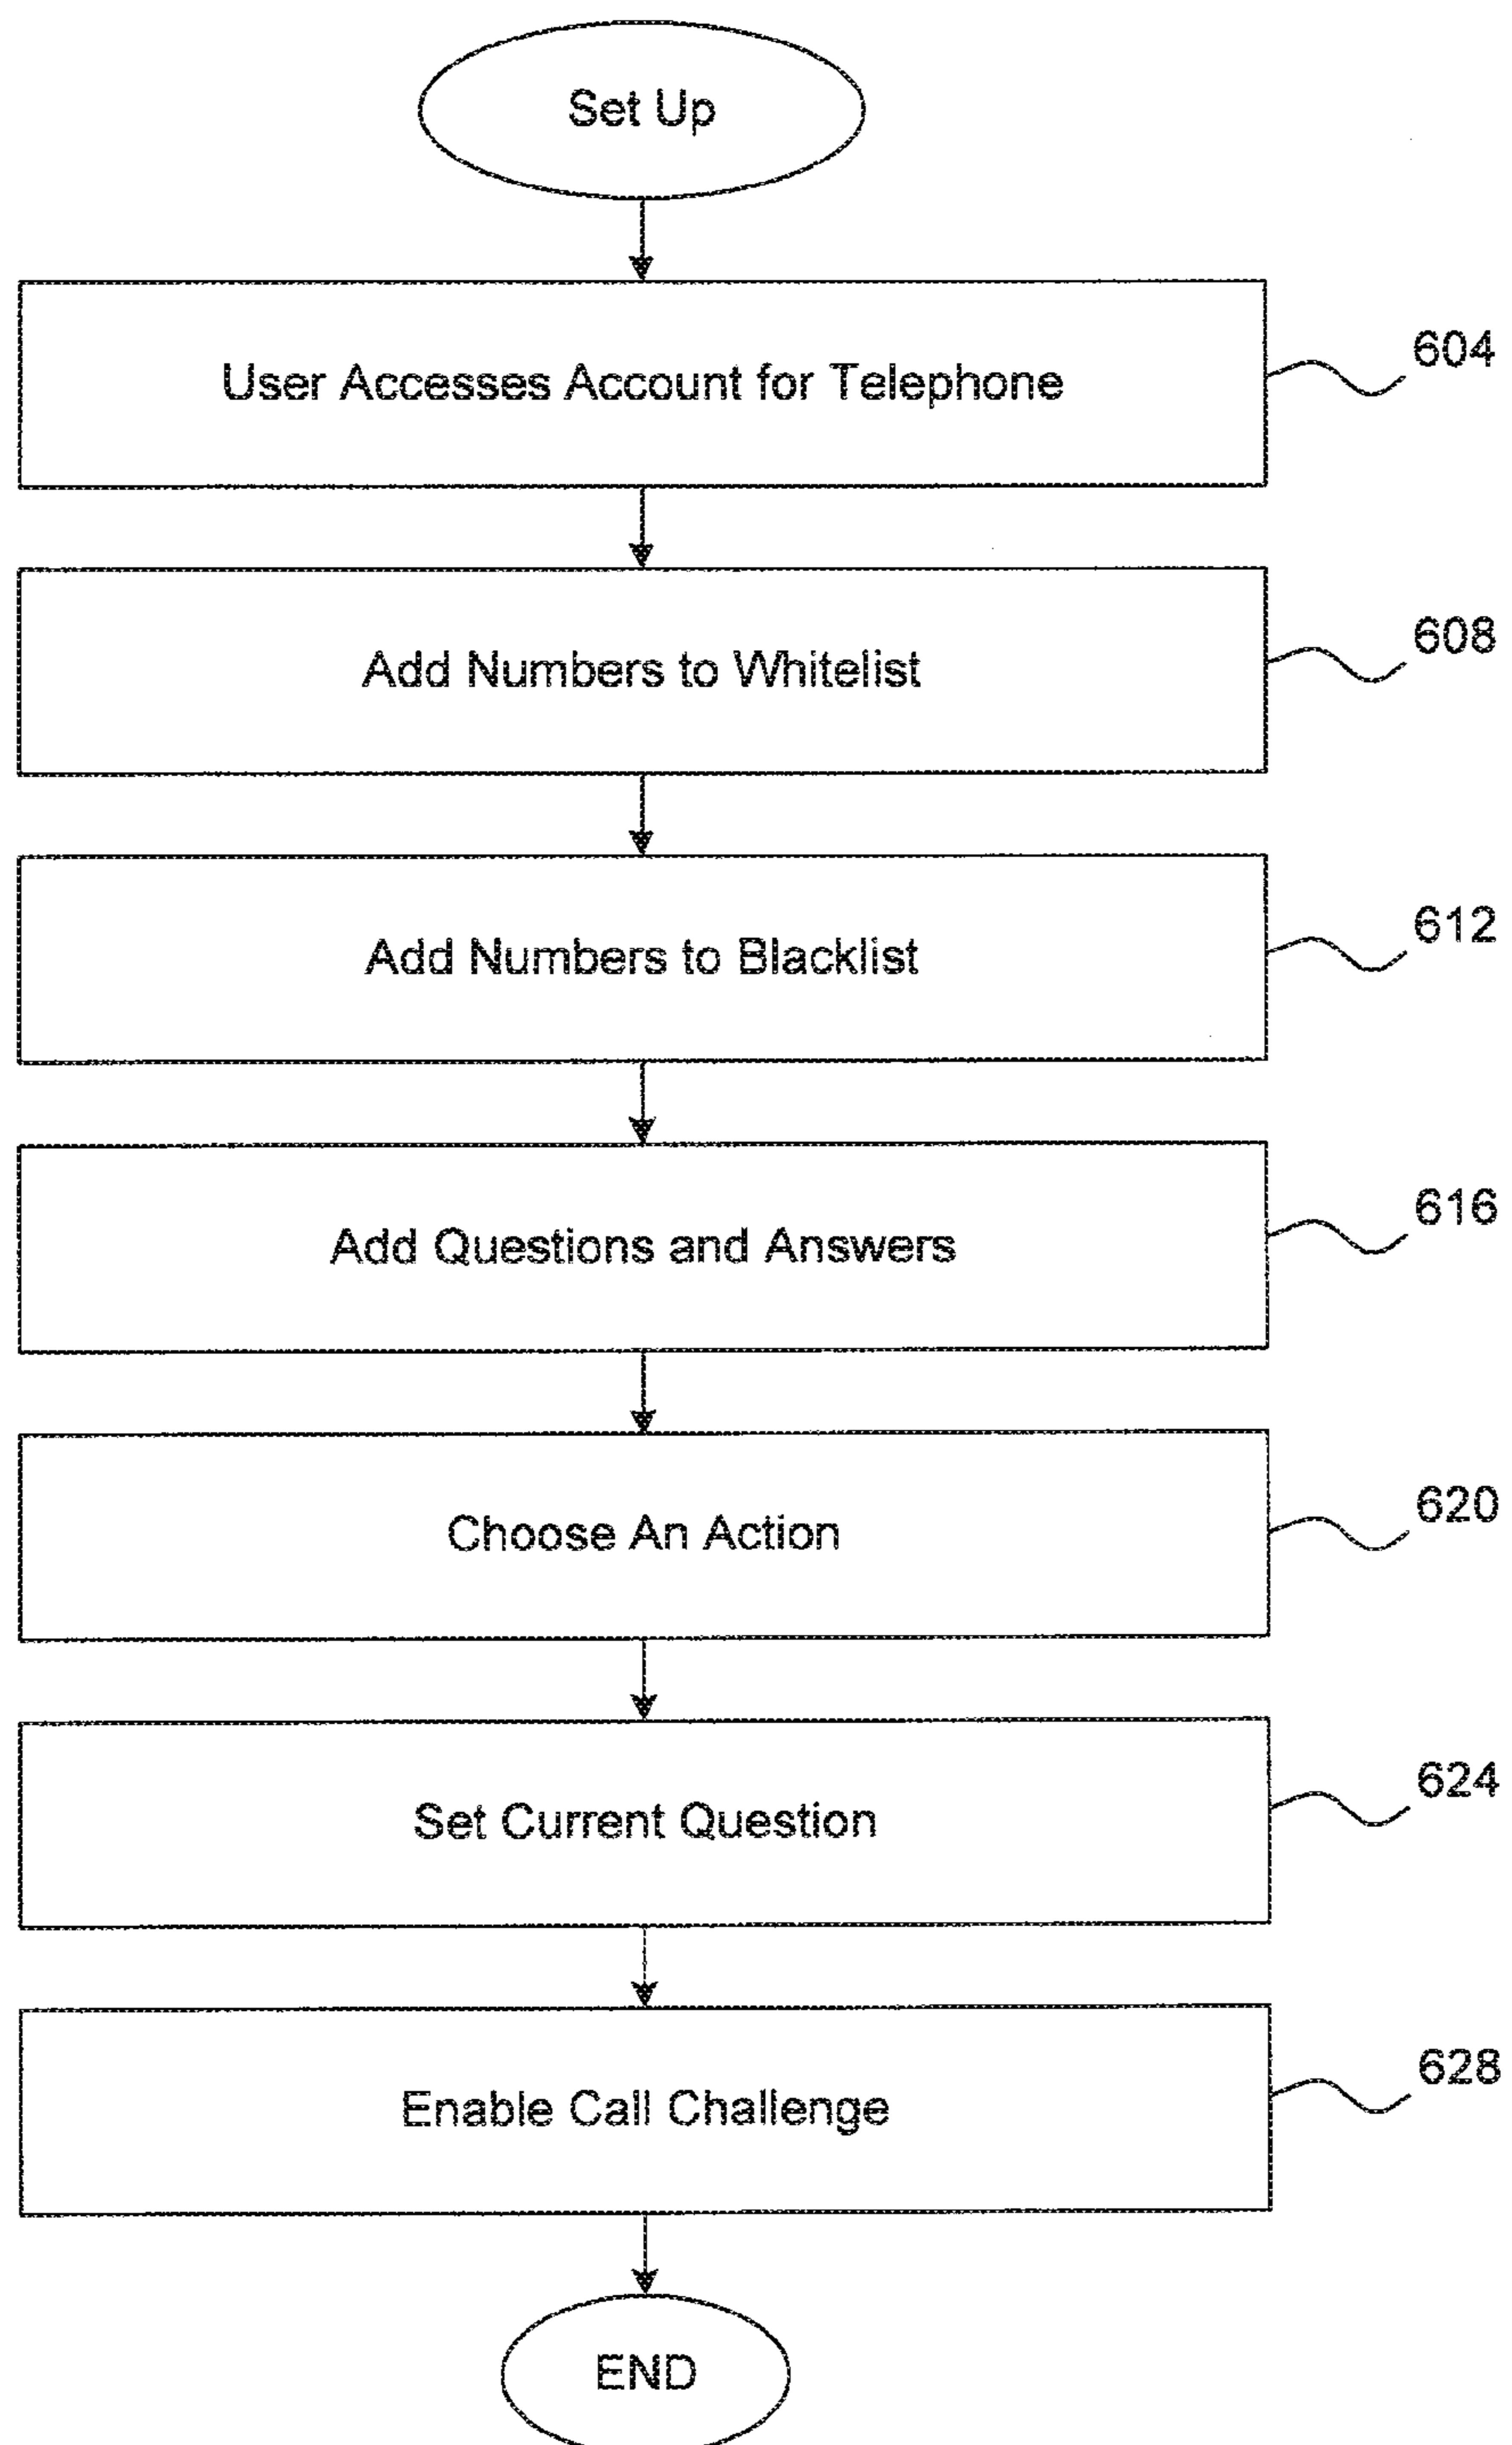 Set Up
User Accesses Account for Telephone
604
Add Numbers to Whitelist
608
Add Numbers to Blacklist
612
Add Questions and Answers
616
Choose An Action
620
Set Current Question
624
Enable Call Challenge
628
END